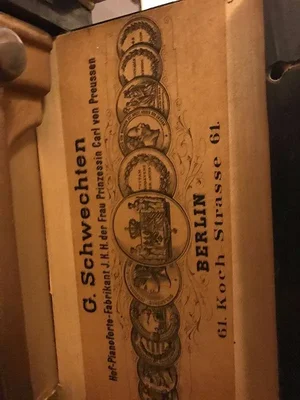 G. Schwechten
Hof-Pianoforte-Fabrikant J. K. H. der Frau Prinzessin Carl von Preussen
BERLIN
61. Koch Strasse 61.